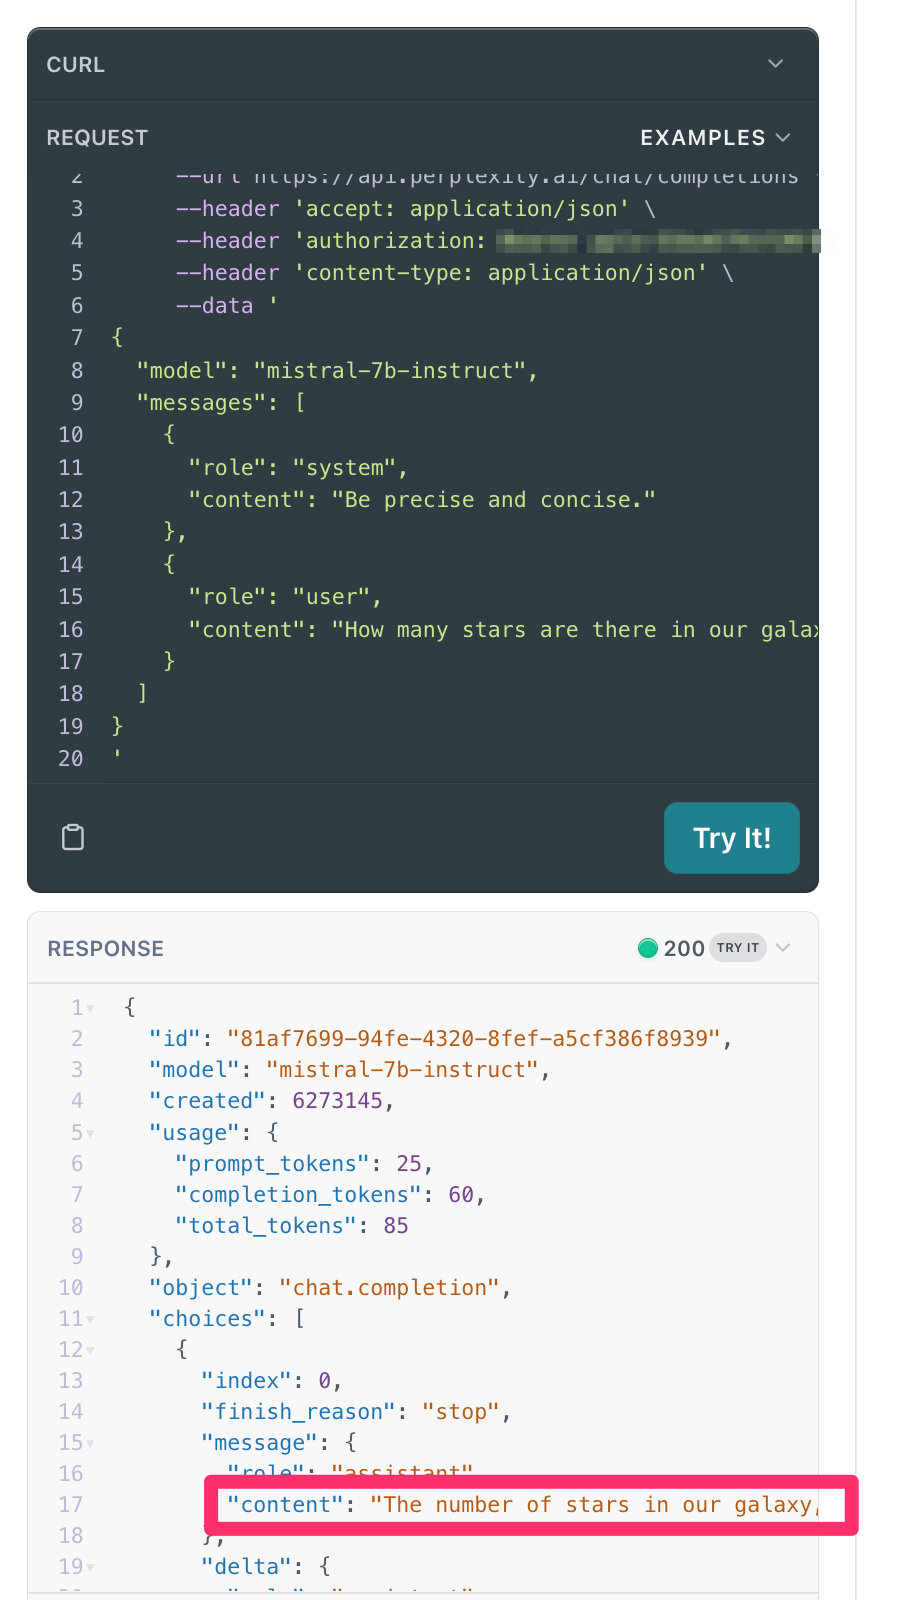 CURL
REQUEST
EXAMPLES
2 --url https://api.perplexity.ai/chat/completions
3 --header 'accept: application/json' \
4 --header 'authorization:
5 --header 'content-type: application/json' \
6 --data '
7 {
8 "model": "mistral-7b-instruct",
9 "messages": [
10 {
11 "role": "system",
12 "content": "Be precise and concise."
13 },
14 {
15 "role": "user",
16 "content": "How many stars are there in our galax
17 }
18 ]
19 }
20 '
Try It!
RESPONSE
200 TRY IT
1 {
2 "id": "81af7699-94fe-4320-8fef-a5cf386f8939",
3 "model": "mistral-7b-instruct",
4 "created": 6273145,
5 "usage": {
6 "prompt_tokens": 25,
7 "completion_tokens": 60,
8 "total_tokens": 85
9 },
10 "object": "chat.completion",
11 "choices": [
12 {
13 "index": 0,
14 "finish_reason": "stop",
15 "message": {
16 "role": "assistant"
17 "content": "The number of stars in our galaxy,
18 },
19 "delta": {